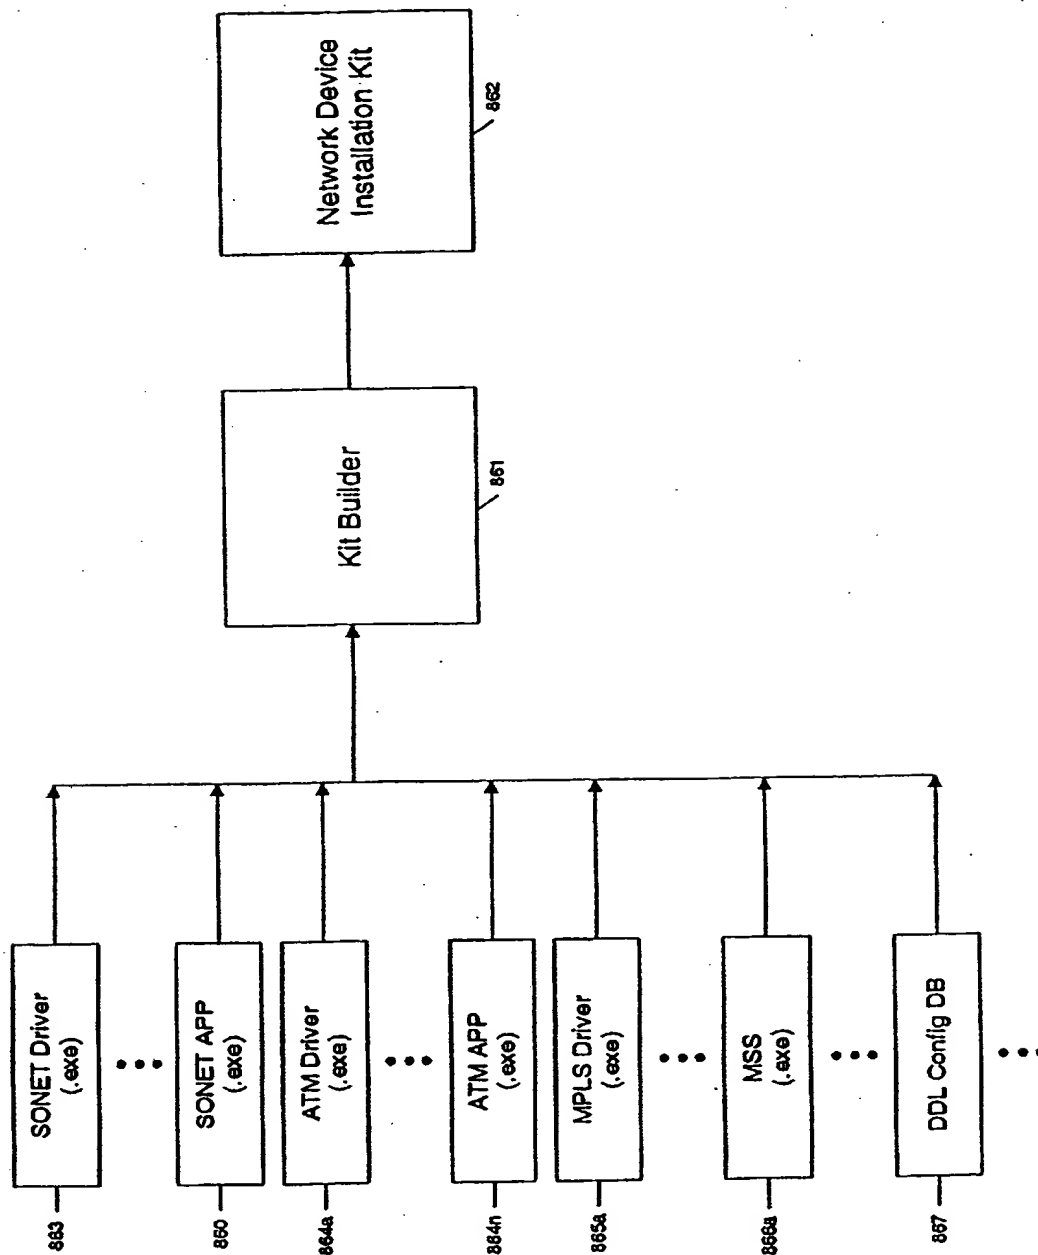 863
SONET Driver
(.exe)
860
SONET APP
(.exe)
864a
ATM Driver
(.exe)
864n
ATM APP
(.exe)
865a
MPLS Driver
(.exe)
866a
MSS
(.exe)
867
DDL Config DB
Kit Builder
861
Network Device
Installation Kit
862